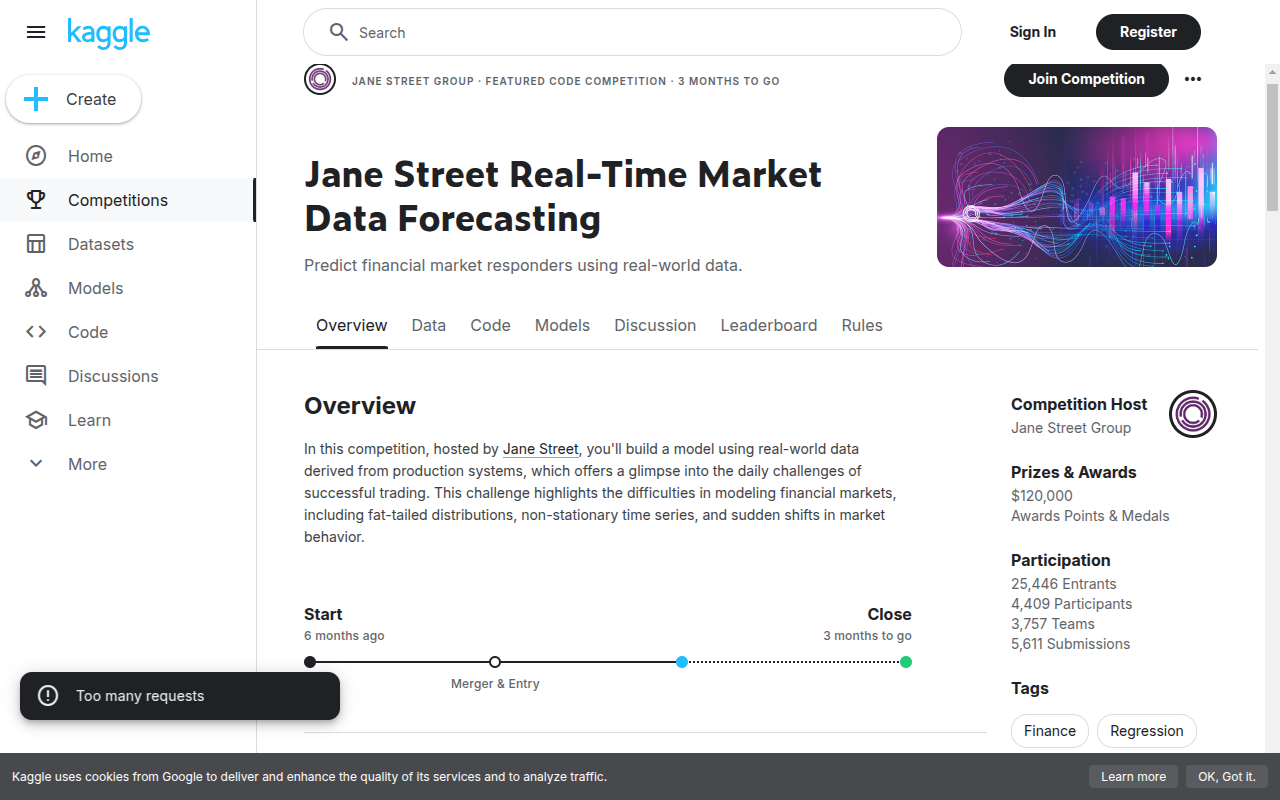 kaggle
Search
Sign In
Register
Create
Home
Competitions
Datasets
Models
Code
Discussions
Learn
More
JANE STREET GROUP · FEATURED CODE COMPETITION · 3 MONTHS TO GO
Join Competition
Jane Street Real-Time Market
Data Forecasting
Predict financial market responders using real-world data.
Overview Data Code Models Discussion Leaderboard Rules
Overview
In this competition, hosted by Jane Street, you'll build a model using real-world data
derived from production systems, which offers a glimpse into the daily challenges of
successful trading. This challenge highlights the difficulties in modeling financial markets,
including fat-tailed distributions, non-stationary time series, and sudden shifts in market
behavior.
Start
6 months ago
Close
3 months to go
Merger & Entry
Competition Host
Jane Street Group
Prizes & Awards
$120,000
Awards Points & Medals
Participation
25,446 Entrants
4,409 Participants
3,757 Teams
5,611 Submissions
Tags
Finance
Regression
Too many requests
Kaggle uses cookies from Google to deliver and enhance the quality of its services and to analyze traffic.
Learn more
OK, Got it.